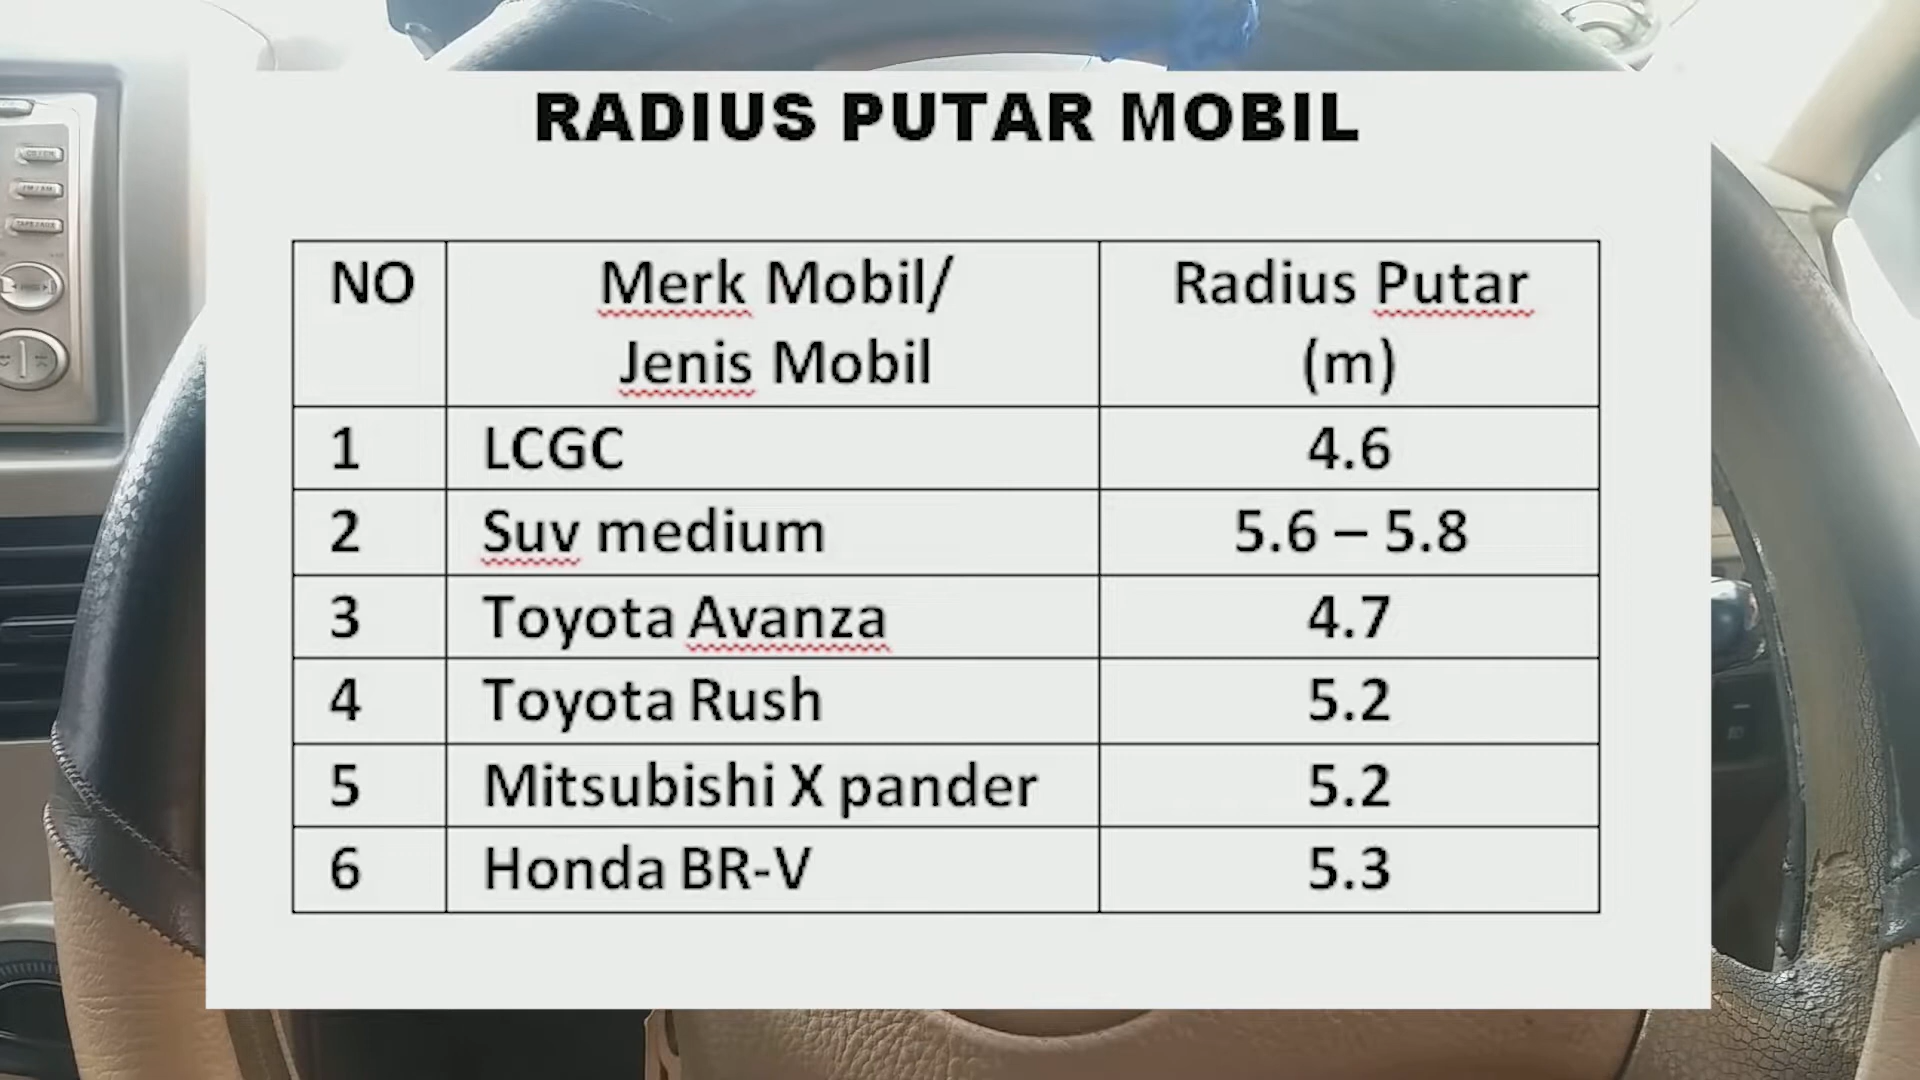 RADIUS PUTAR MOBIL
NO
Merk Mobil/
Jenis Mobil
Radius Putar
(m)
1 LCGC 4.6
2 Suv medium 5.6 – 5.8
3 Toyota Avanza 4.7
4 Toyota Rush 5.2
5 Mitsubishi X pander 5.2
6 Honda BR-V 5.3